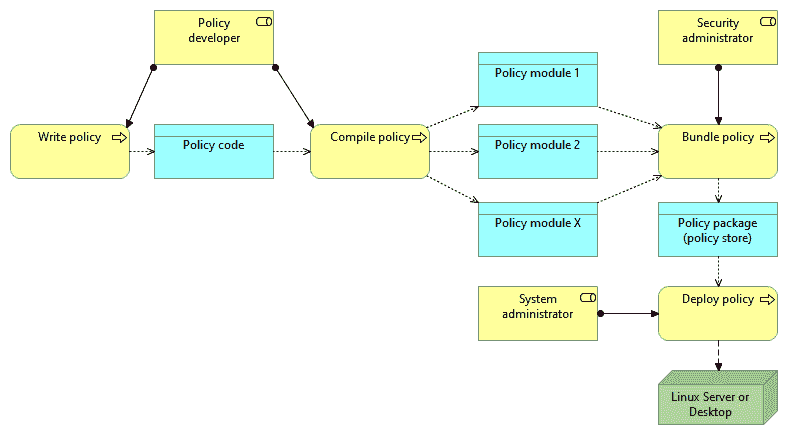 Policy
developer
Security
administrator
Policy module 1
Write policy
Policy code
Compile policy
Policy module 2
Bundle policy
Policy module X
Policy package
(policy store)
System
administrator
Deploy policy
Linux Server or
Desktop